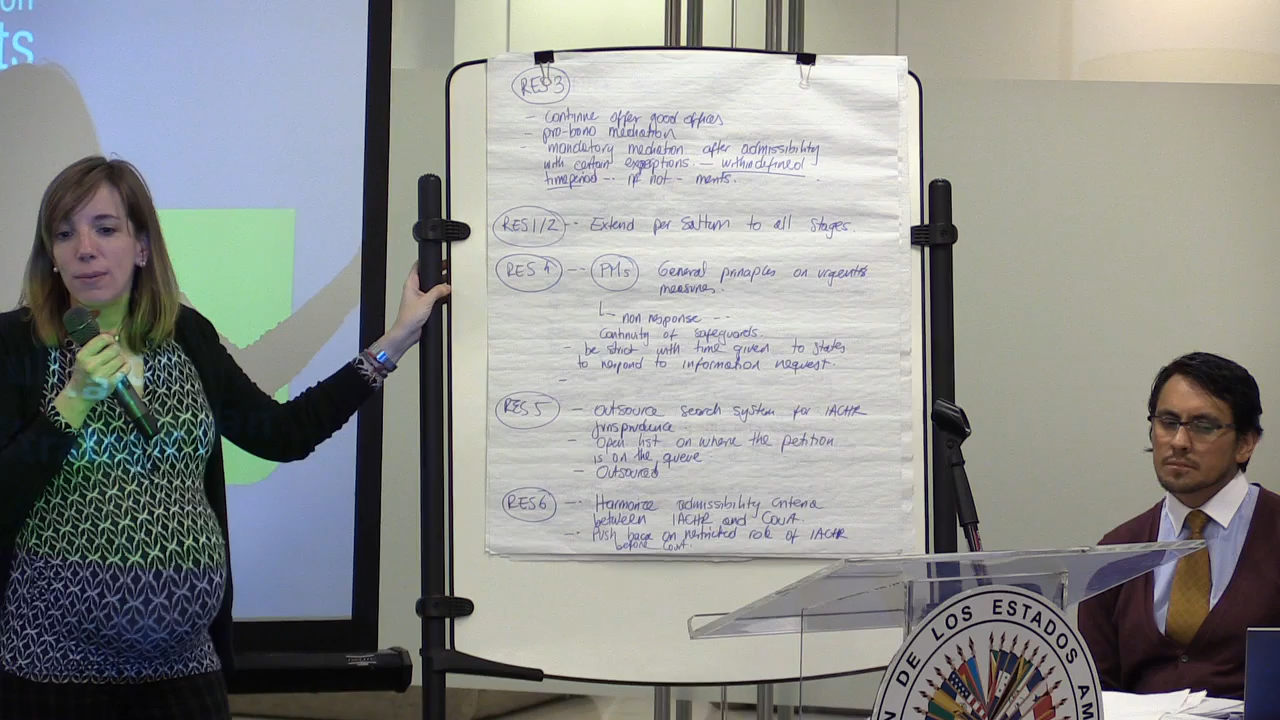 on
ts
RES 3
- continue offer good offices
- pro-bono mediation
- mandatory mediation after admissibility
with certain exceptions. — within defined
time period -- if not - merits.
RES 1/2 -- Extend per saltum to all stages.
RES 4 -- PMs General principles on urgent
measures.
non response --
Continuity of safeguards.
- be strict with time given to states
to respond to information request.
-
RES 5 - Outsource search system for IACHR
jurisprudence.
- Open list on where the petition
is on the queue
- Outsourced
RES 6 -- Harmonize admissibility criteria
between IACHR and Court.
-- Push back on restricted role of IACHR
before Court.
DE LOS ESTADOS AM